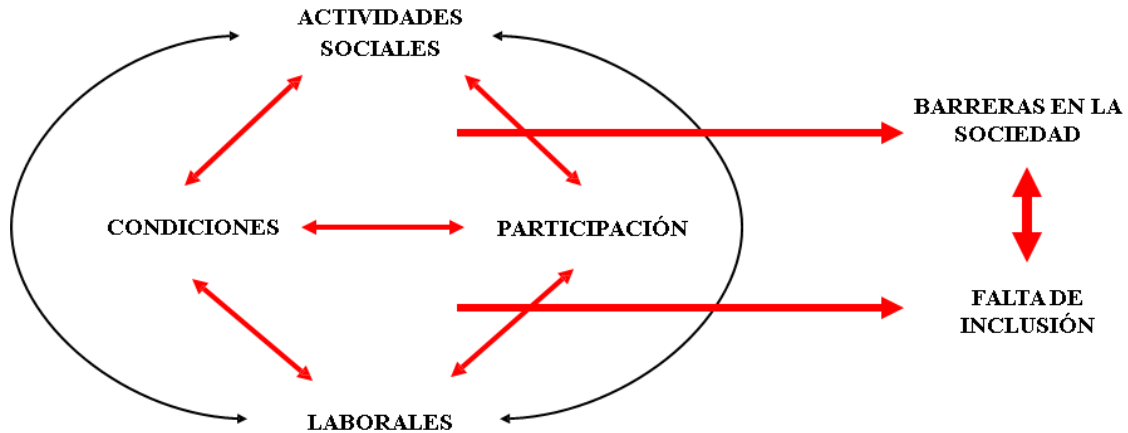 ACTIVIDADES
SOCIALES
BARRERAS EN LA
SOCIEDAD
CONDICIONES
PARTICIPACIÓN
FALTA DE
INCLUSIÓN
LABORALES